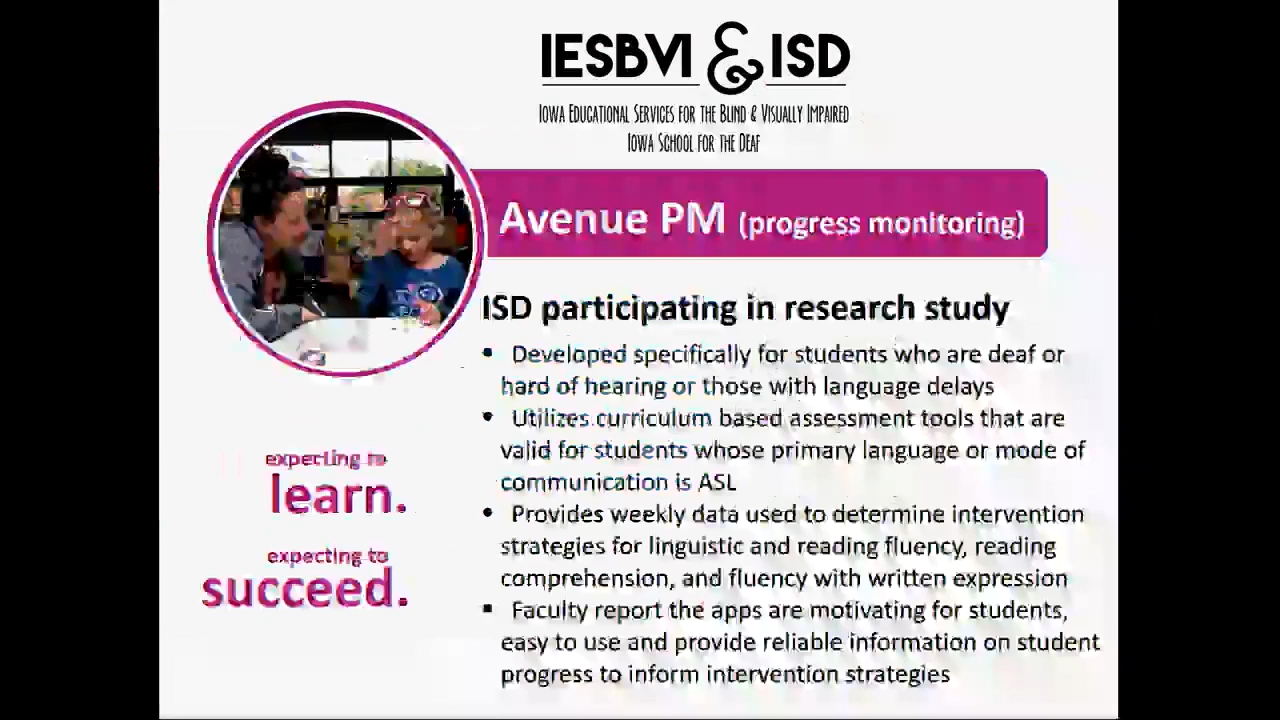 IESBVI & ISD
Iowa Educational Services for the Blind & Visually Impaired
Iowa School for the Deaf
Avenue PM (progress monitoring)
ISD participating in research study
▪ Developed specifically for students who are deaf or
hard of hearing or those with language delays
▪ Utilizes curriculum based assessment tools that are
valid for students whose primary language or mode of
communication is ASL
▪ Provides weekly data used to determine intervention
strategies for linguistic and reading fluency, reading
comprehension, and fluency with written expression
▪ Faculty report the apps are motivating for students,
easy to use and provide reliable information on student
progress to inform intervention strategies
expecting to
learn.
expecting to
succeed.